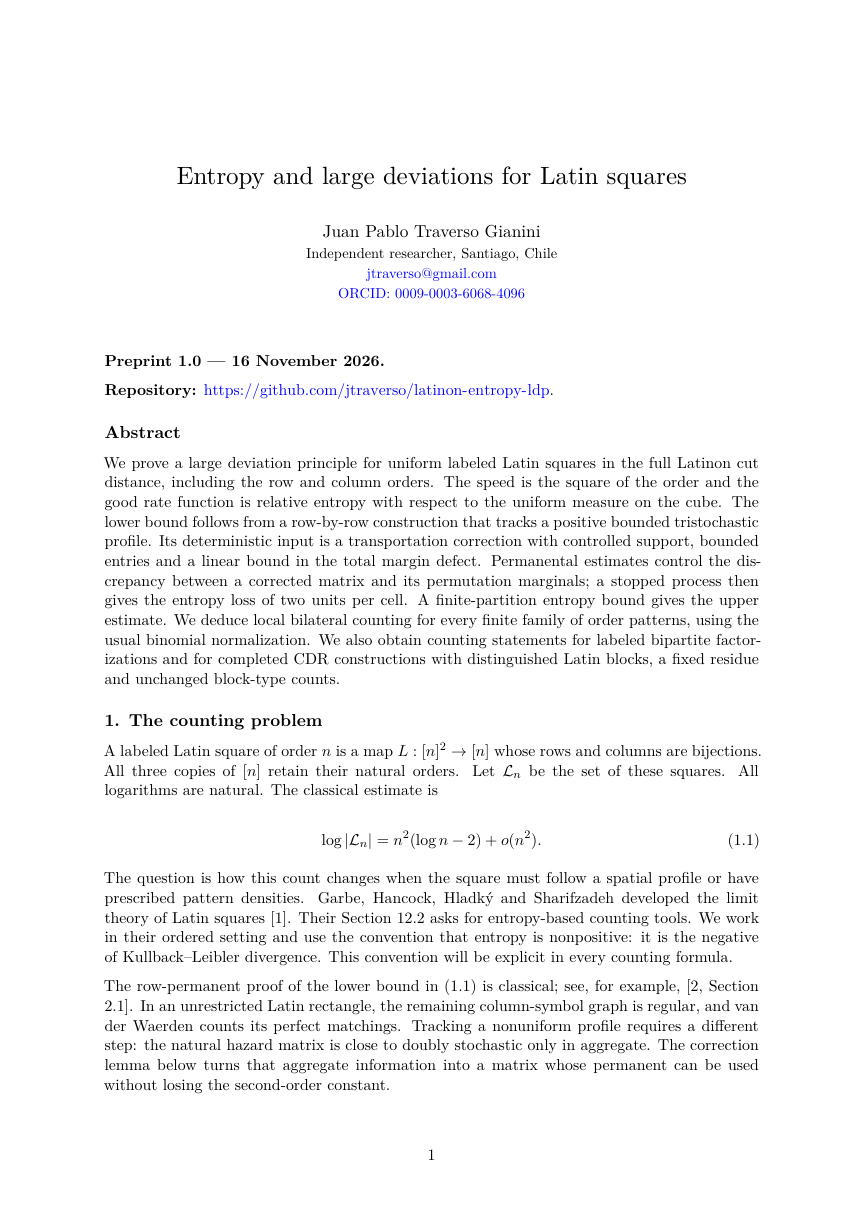 Entropy and large deviations for Latin squares
Juan Pablo Traverso Gianini
Independent researcher, Santiago, Chile
jtraverso@gmail.com
ORCID: 0009-0003-6068-4096
Preprint 1.0 — 16 November 2026.
Repository: https://github.com/jtraverso/latinon-entropy-ldp.
Abstract
We prove a large deviation principle for uniform labeled Latin squares in the full Latinon cut
distance, including the row and column orders. The speed is the square of the order and the
good rate function is relative entropy with respect to the uniform measure on the cube. The
lower bound follows from a row-by-row construction that tracks a positive bounded tristochastic
profile. Its deterministic input is a transportation correction with controlled support, bounded
entries and a linear bound in the total margin defect. Permanental estimates control the dis-
crepancy between a corrected matrix and its permutation marginals; a stopped process then
gives the entropy loss of two units per cell. A finite-partition entropy bound gives the upper
estimate. We deduce local bilateral counting for every finite family of order patterns, using the
usual binomial normalization. We also obtain counting statements for labeled bipartite factor-
izations and for completed CDR constructions with distinguished Latin blocks, a fixed residue
and unchanged block-type counts.
1. The counting problem
A labeled Latin square of order n is a map L : [n]² → [n] whose rows and columns are bijections.
All three copies of [n] retain their natural orders. Let ℒₙ be the set of these squares. All
logarithms are natural. The classical estimate is
log |ℒₙ| = n²(log n − 2) + o(n²). (1.1)
The question is how this count changes when the square must follow a spatial profile or have
prescribed pattern densities. Garbe, Hancock, Hladký and Sharifzadeh developed the limit
theory of Latin squares [1]. Their Section 12.2 asks for entropy-based counting tools. We work
in their ordered setting and use the convention that entropy is nonpositive: it is the negative
of Kullback–Leibler divergence. This convention will be explicit in every counting formula.
The row-permanent proof of the lower bound in (1.1) is classical; see, for example, [2, Section
2.1]. In an unrestricted Latin rectangle, the remaining column-symbol graph is regular, and van
der Waerden counts its perfect matchings. Tracking a nonuniform profile requires a different
step: the natural hazard matrix is close to doubly stochastic only in aggregate. The correction
lemma below turns that aggregate information into a matrix whose permanent can be used
without losing the second-order constant.
1